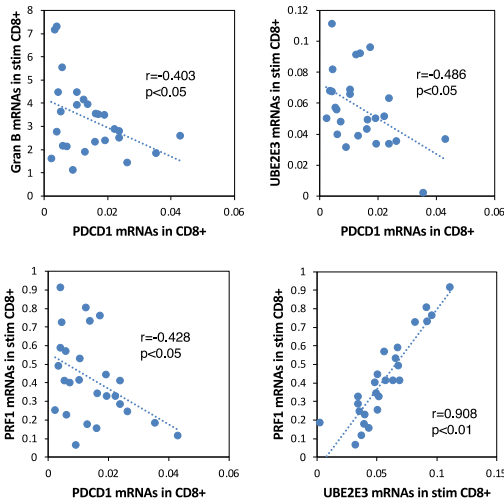 Gran B mRNAs in stim CD8+
8
7
6
5
4
3
2
1
0
0 0.02 0.04 0.06
PDCD1 mRNAs in CD8+
r=-0.403
p<0.05
UBE2E3 mRNAs in stim CD8+
0.12
0.1
0.08
0.06
0.04
0.02
0
0 0.02 0.04 0.06
PDCD1 mRNAs in CD8+
r=-0.486
p<0.05
PRF1 mRNAs in stim CD8+
1
0.9
0.8
0.7
0.6
0.5
0.4
0.3
0.2
0.1
0
0 0.02 0.04 0.06
PDCD1 mRNAs in CD8+
r=-0.428
p<0.05
PRF1 mRNAs in stim CD8+
1
0.9
0.8
0.7
0.6
0.5
0.4
0.3
0.2
0.1
0
0 0.05 0.1 0.15
UBE2E3 mRNAs in stim CD8+
r=0.908
p<0.01